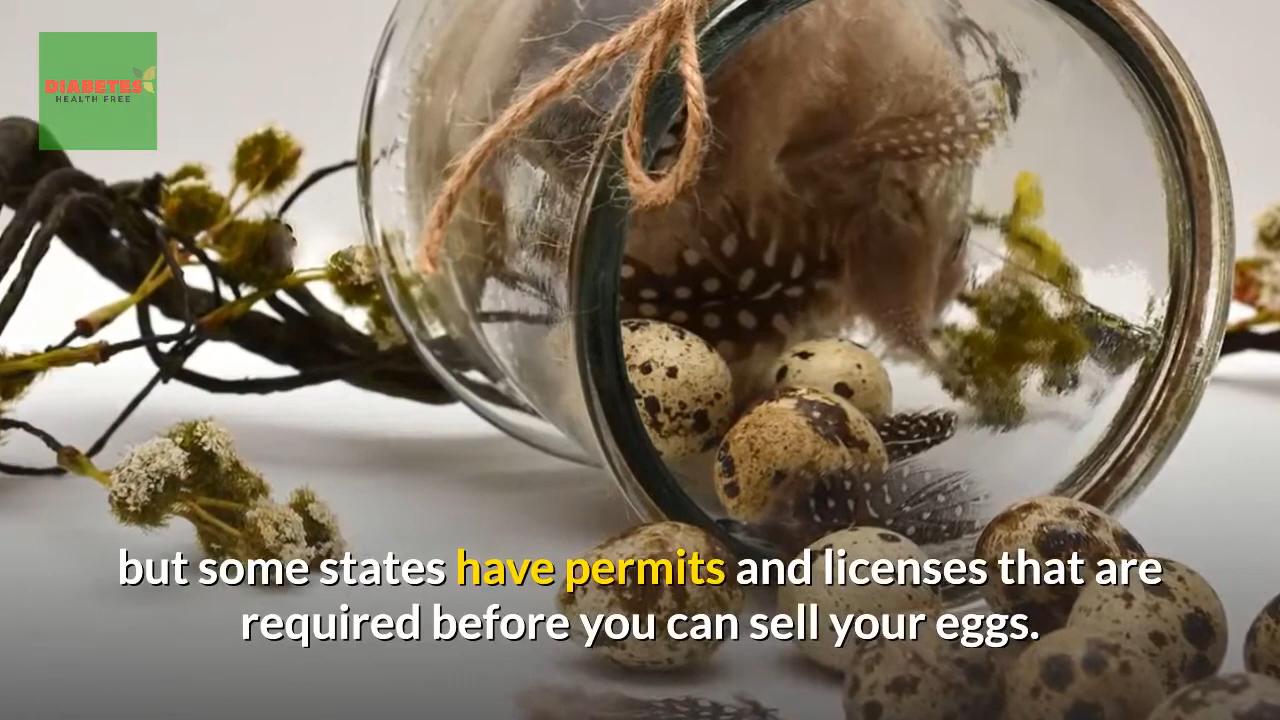 DIABETES
HEALTH FREE
but some states have permits and licenses that are
required before you can sell your eggs.